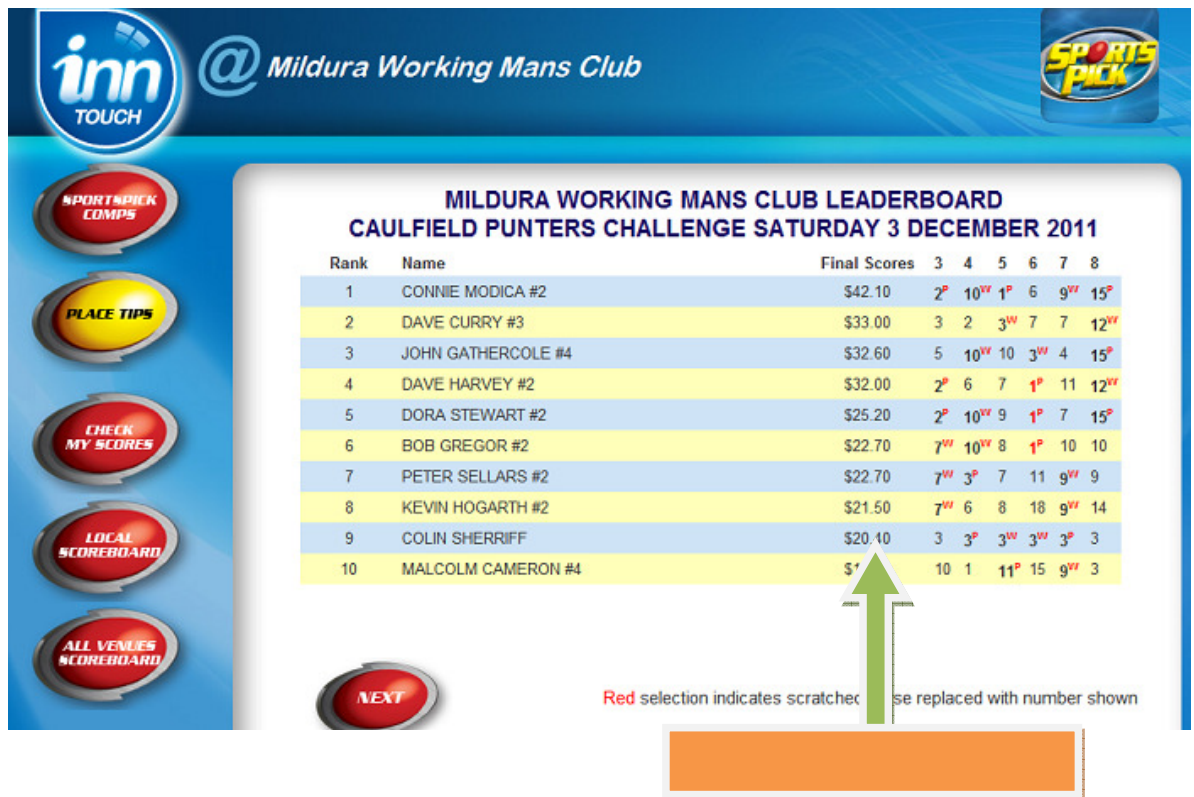 inn
TOUCH
@ Mildura Working Mans Club
SPORTS
PICK
SPORTSPICK
COMPS
PLACE TIPS
CHECK
MY SCORES
LOCAL
SCOREBOARD
ALL VENUES
SCOREBOARD
MILDURA WORKING MANS CLUB LEADERBOARD
CAULFIELD PUNTERS CHALLENGE SATURDAY 3 DECEMBER 2011
Rank Name Final Scores 3 4 5 6 7 8
1 CONNIE MODICA #2 $42.10 2P 10W 1P 6 9W 15P
2 DAVE CURRY #3 $33.00 3 2 3W 7 7 12W
3 JOHN GATHERCOLE #4 $32.60 5 10W 10 3W 4 15P
4 DAVE HARVEY #2 $32.00 2P 6 7 1P 11 12W
5 DORA STEWART #2 $25.20 2P 10W 9 1P 7 15P
6 BOB GREGOR #2 $22.70 7W 10W 8 1P 10 10
7 PETER SELLARS #2 $22.70 7W 3P 7 11 9W 9
8 KEVIN HOGARTH #2 $21.50 7W 6 8 18 9W 14
9 COLIN SHERRIFF $20.40 3 3P 3W 3W 3P 3
10 MALCOLM CAMERON #4 10 1 11P 15 9W 3
NEXT
Red selection indicates scratched replaced with number shown